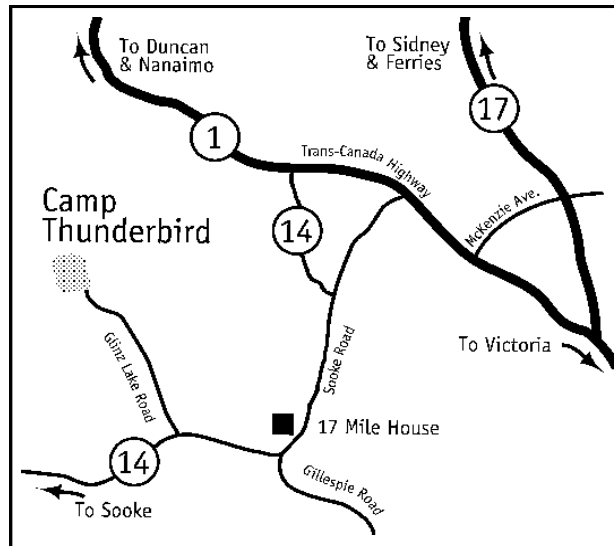 To Duncan
& Nanaimo
To Sidney
& Ferries
1
17
Trans-Canada Highway
McKenzie Ave.
Camp
Thunderbird
14
Sooke Road
To Victoria
Glinz Lake Road
17 Mile House
14
Gillespie Road
To Sooke